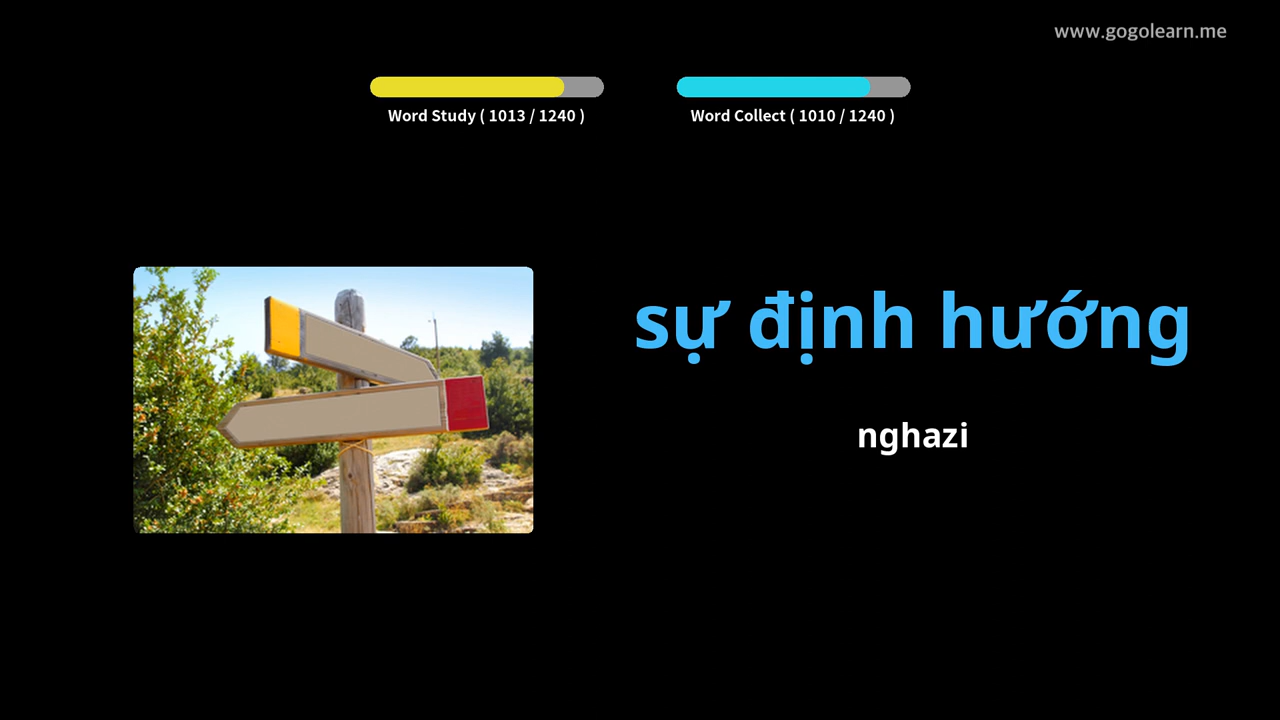 www.gogolearn.me
Word Study ( 1013 / 1240 )
Word Collect ( 1010 / 1240 )
sự định hướng
nghazi